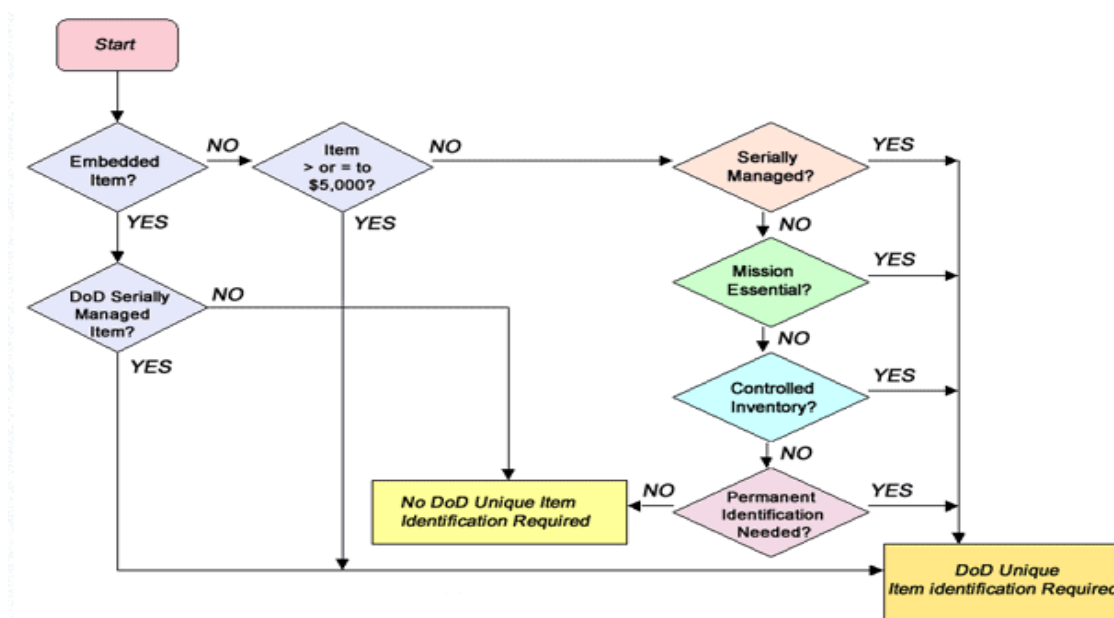 Start
Embedded
Item?
NO
Item
> or = to
$5,000?
NO
Serially
Managed?
YES
YES
YES
NO
DoD Serially
Managed
Item?
NO
Mission
Essential?
YES
YES
NO
Controlled
Inventory?
YES
NO
No DoD Unique Item
Identification Required
NO
Permanent
Identification
Needed?
YES
DoD Unique
Item identification Required